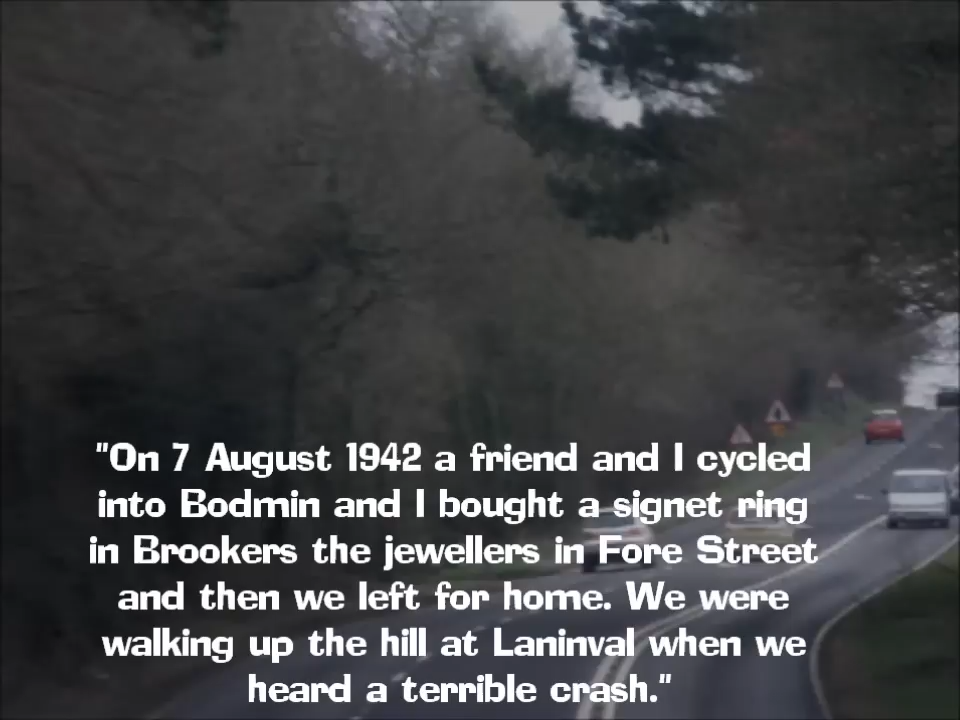 "On 7 August 1942 a friend and I cycled
into Bodmin and I bought a signet ring
in Brookers the jewellers in Fore Street
and then we left for home. We were
walking up the hill at Laninval when we
heard a terrible crash."